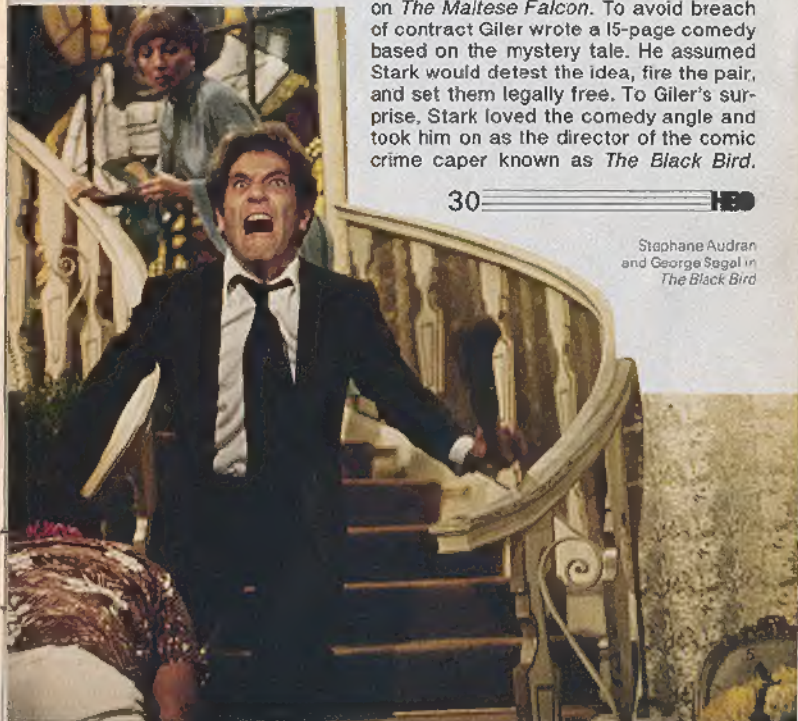 on The Maltese Falcon. To avoid breach
of contract Giler wrote a 15-page comedy
based on the mystery tale. He assumed
Stark would detest the idea, fire the pair,
and set them legally free. To Giler's sur-
prise, Stark loved the comedy angle and
took him on as the director of the comic
crime caper known as The Black Bird.
30 HBO
Stephane Audran
and George Segal in
The Black Bird